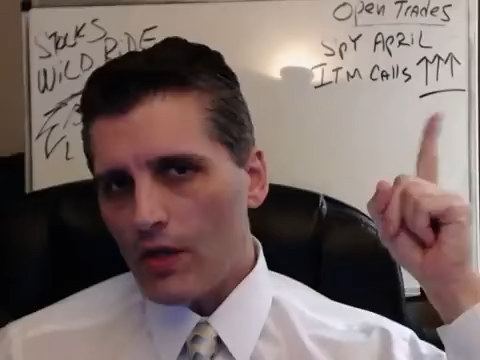 STOCKS
WiLD RiDE
Open TRADES
SPY APRiL
ITM CAlls ↑↑↑